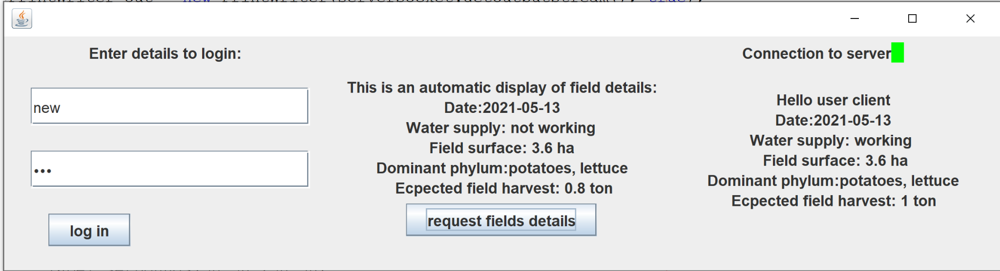 Enter details to login:
new
•••
log in
This is an automatic display of field details:
Date:2021-05-13
Water supply: not working
Field surface: 3.6 ha
Dominant phylum:potatoes, lettuce
Ecpected field harvest: 0.8 ton
request fields details
Connection to server
Hello user client
Date:2021-05-13
Water supply: working
Field surface: 3.6 ha
Dominant phylum:potatoes, lettuce
Ecpected field harvest: 1 ton